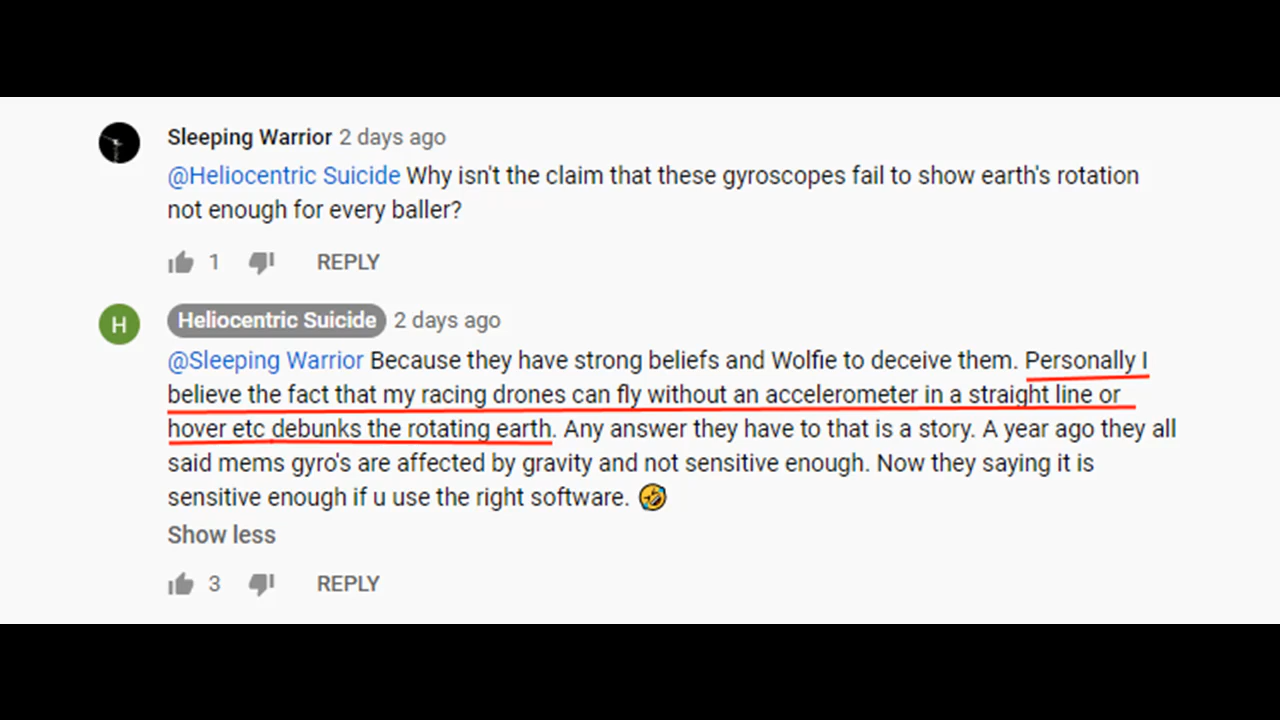 Sleeping Warrior 2 days ago
@Heliocentric Suicide Why isn't the claim that these gyroscopes fail to show earth's rotation
not enough for every baller?
1 REPLY
H
Heliocentric Suicide 2 days ago
@Sleeping Warrior Because they have strong beliefs and Wolfie to deceive them. Personally I
believe the fact that my racing drones can fly without an accelerometer in a straight line or
hover etc debunks the rotating earth. Any answer they have to that is a story. A year ago they all
said mems gyro's are affected by gravity and not sensitive enough. Now they saying it is
sensitive enough if u use the right software. 🤣
Show less
3 REPLY